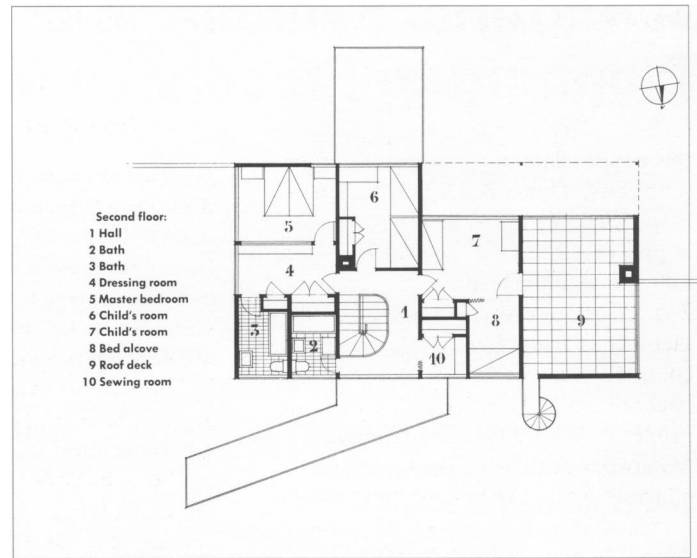 Second floor:
1 Hall
2 Bath
3 Bath
4 Dressing room
5 Master bedroom
6 Child's room
7 Child's room
8 Bed alcove
9 Roof deck
10 Sewing room
6
5
7
4
1
3
2
8
9
10